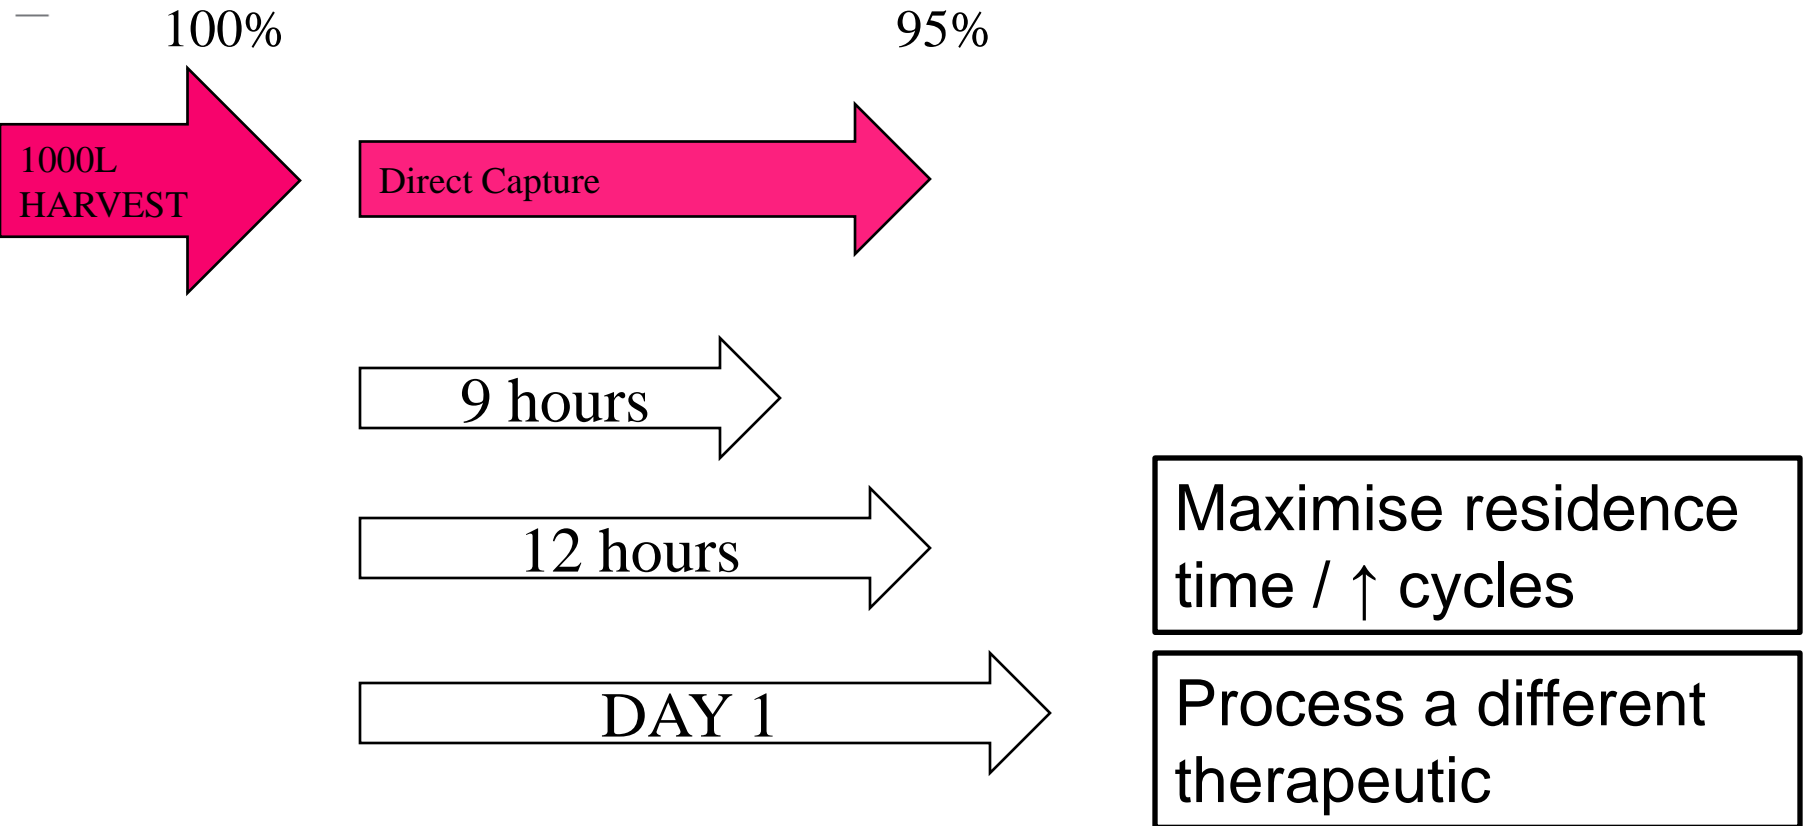 100%
95%
1000L
HARVEST
Direct Capture
9 hours
12 hours
Maximise residence
time / ↑ cycles
DAY 1
Process a different
therapeutic